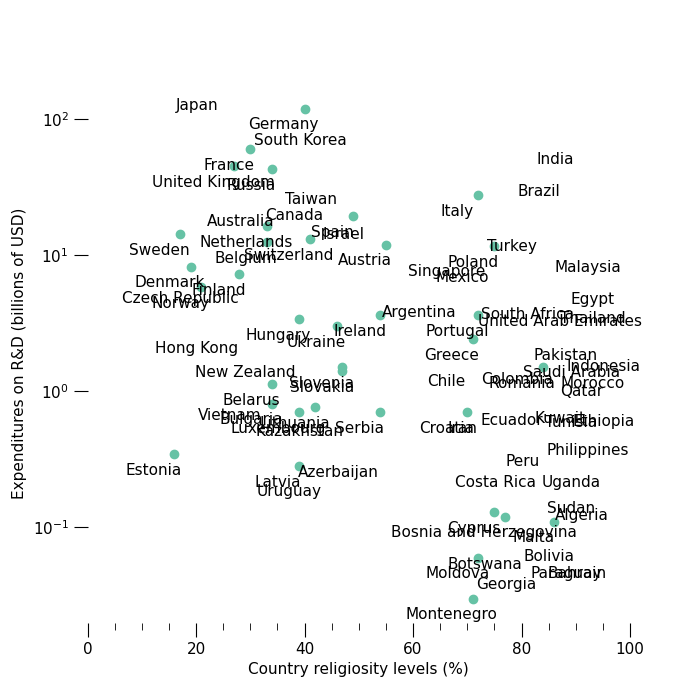 Japan
10²
Germany
South Korea
India
France
United Kingdom
Russia
Brazil
Taiwan
Italy
Canada
Australia
Spain
Israel
Netherlands
Turkey
Sweden
10¹
Switzerland
Belgium
Austria
Poland
Singapore
Malaysia
Mexico
Denmark
Finland
Czech Republic
Norway
Egypt
Argentina
South Africa
Thailand
United Arab Emirates
Hungary
Ireland
Portugal
Ukraine
Hong Kong
Greece
Pakistan
Indonesia
New Zealand
Saudi Arabia
Slovenia
Slovakia
Chile
Colombia
Romania
Morocco
10⁰
Qatar
Belarus
Vietnam
Bulgaria
Lithuania
Luxembourg
Kazakhstan
Serbia
Ecuador
Kuwait
Tunisia
Ethiopia
Croatia
Iran
Philippines
Estonia
Azerbaijan
Peru
Latvia
Uruguay
Costa Rica
Uganda
Sudan
Algeria
10⁻¹
Cyprus
Bosnia and Herzegovina
Malta
Bolivia
Botswana
Moldova
Paraguay
Bahrain
Georgia
Montenegro
Expenditures on R&D (billions of USD)
0
20
40
60
80
100
Country religiosity levels (%)